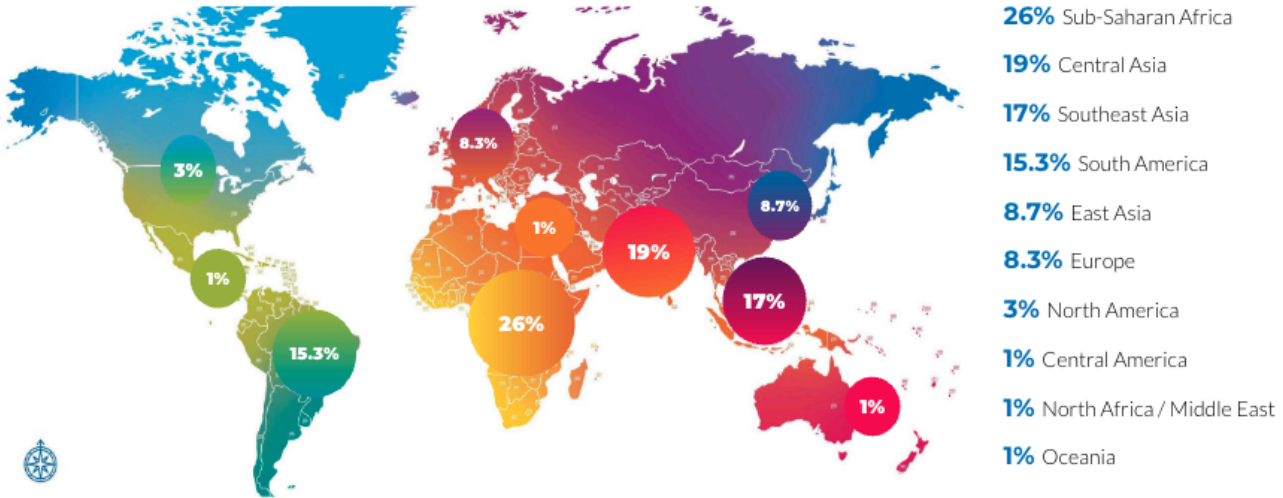 26% Sub-Saharan Africa
19% Central Asia
17% Southeast Asia
15.3% South America
8.7% East Asia
8.3% Europe
3% North America
1% Central America
1% North Africa / Middle East
1% Oceania
3%
8.3%
8.7%
1%
19%
1%
17%
26%
15.3%
1%